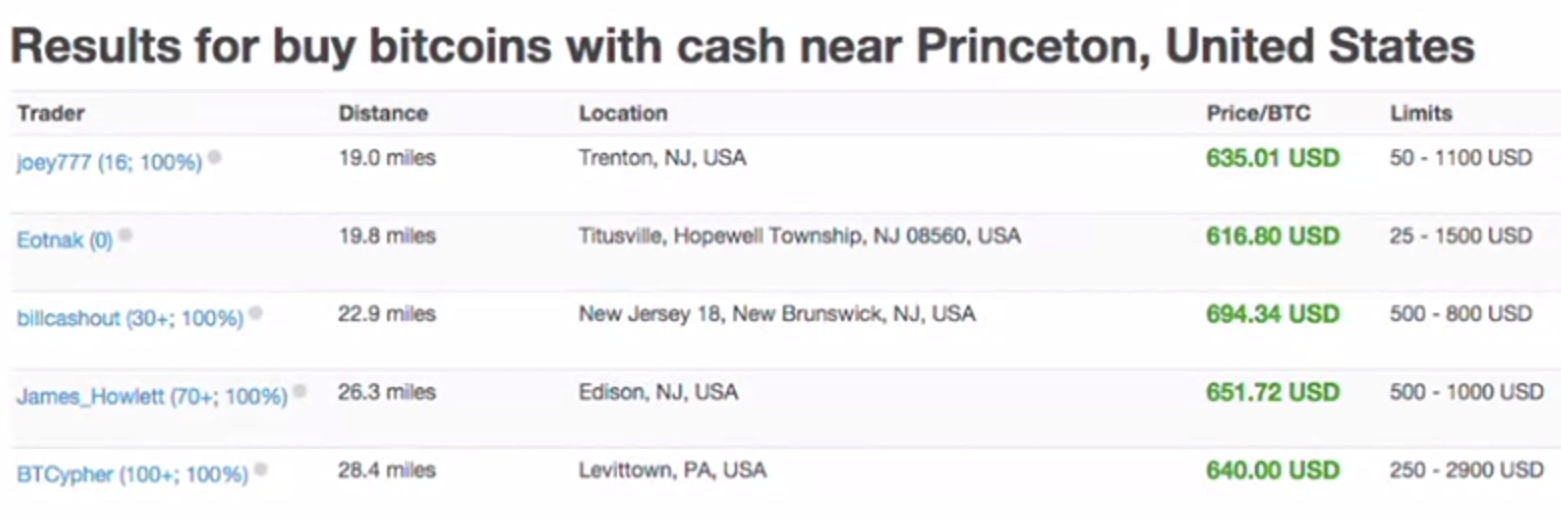 Results for buy bitcoins with cash near Princeton, United States
Trader Distance Location Price/BTC Limits
joey777 (16; 100%) 19.0 miles Trenton, NJ, USA 635.01 USD 50 - 1100 USD
Eotnak (0) 19.8 miles Titusville, Hopewell Township, NJ 08560, USA 616.80 USD 25 - 1500 USD
billcashout (30+; 100%) 22.9 miles New Jersey 18, New Brunswick, NJ, USA 694.34 USD 500 - 800 USD
James_Howlett (70+; 100%) 26.3 miles Edison, NJ, USA 651.72 USD 500 - 1000 USD
BTCypher (100+; 100%) 28.4 miles Levittown, PA, USA 640.00 USD 250 - 2900 USD